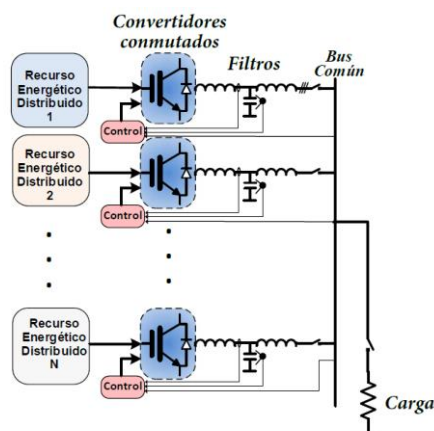 Convertidores
conmutados
Filtros
Bus
Común
Recurso
Energético
Distribuido
1
Control
Recurso
Energético
Distribuido
2
Control
Recurso
Energético
Distribuido
N
Control
Carga